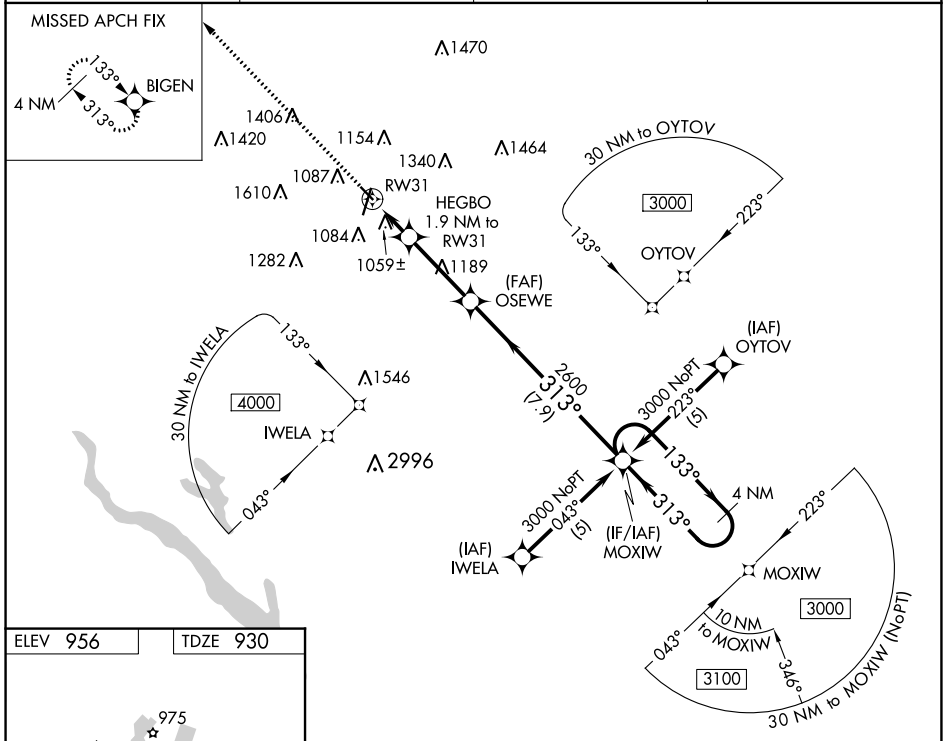 MISSED APCH FIX
133°
BIGEN
4 NM
313°
1470
1406
1420
1154
1464
1340
1087
RW31
1610
HEGBO
1.9 NM to
RW31
1084
1059±
1282
1189
(FAF)
OSEWE
30 NM to OYTOV
3000
223°
133°
OYTOV
(IAF)
OYTOV
30 NM to IWELA
133°
4000
1546
IWELA
2996
043°
2600
313°
(7.9)
3000 NoPT
223°
(5)
133°
4 NM
313°
3000 NoPT
043°
(5)
(IF/IAF)
MOXIW
(IAF)
IWELA
223°
MOXIW
3000
10 NM
to MOXIW
043°
346°
3100
30 NM to MOXIW (NoPT)
ELEV 956
TDZE 930
975